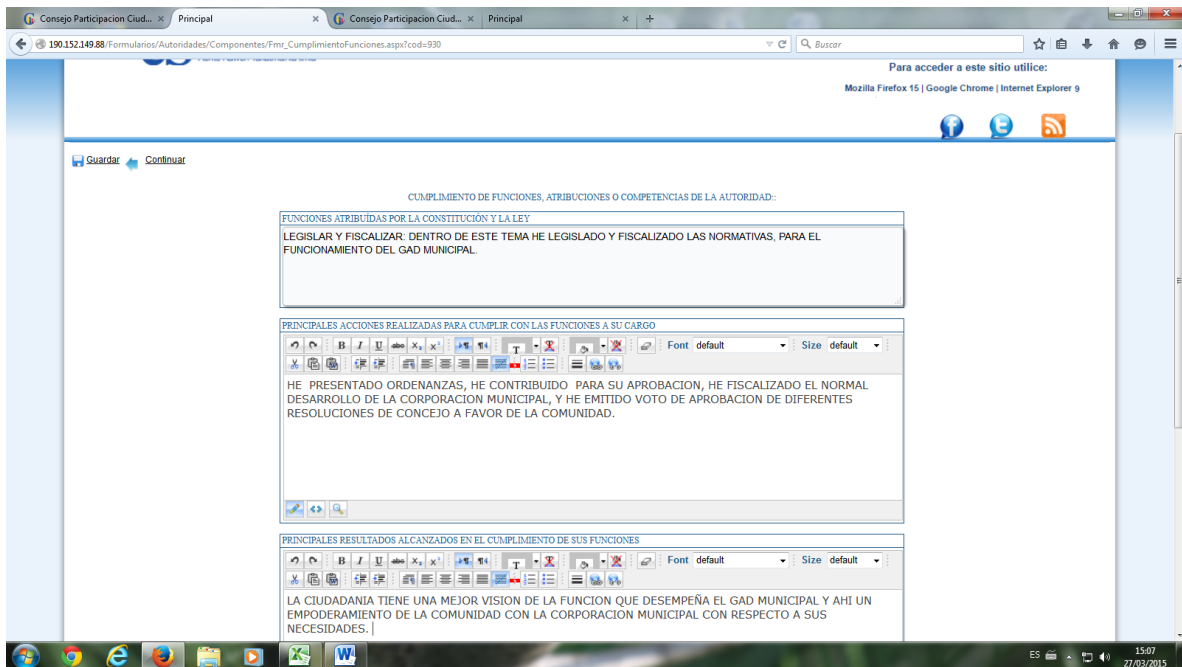 Consejo Participacion Ciud... × Principal × Consejo Participacion Ciud... × Principal × +
190.152.149.88/Formularios/Autoridades/Componentes/Fmr_CumplimientoFunciones.aspx?cod=930 Buscar
Para acceder a este sitio utilice:
Mozilla Firefox 15 | Google Chrome | Internet Explorer 9
Guardar Continuar
CUMPLIMIENTO DE FUNCIONES, ATRIBUCIONES O COMPETENCIAS DE LA AUTORIDAD::
FUNCIONES ATRIBUÍDAS POR LA CONSTITUCIÓN Y LA LEY
LEGISLAR Y FISCALIZAR: DENTRO DE ESTE TEMA HE LEGISLADO Y FISCALIZADO LAS NORMATIVAS, PARA EL
FUNCIONAMIENTO DEL GAD MUNICIPAL.
PRINCIPALES ACCIONES REALIZADAS PARA CUMPLIR CON LAS FUNCIONES A SU CARGO
B I U abc X₂ X² T Font default Size default
HE PRESENTADO ORDENANZAS, HE CONTRIBUIDO PARA SU APROBACION, HE FISCALIZADO EL NORMAL
DESARROLLO DE LA CORPORACION MUNICIPAL, Y HE EMITIDO VOTO DE APROBACION DE DIFERENTES
RESOLUCIONES DE CONCEJO A FAVOR DE LA COMUNIDAD.
PRINCIPALES RESULTADOS ALCANZADOS EN EL CUMPLIMIENTO DE SUS FUNCIONES
B I U abc X₂ X² T Font default Size default
LA CIUDADANIA TIENE UNA MEJOR VISION DE LA FUNCION QUE DESEMPEÑA EL GAD MUNICIPAL Y AHI UN
EMPODERAMIENTO DE LA COMUNIDAD CON LA CORPORACION MUNICIPAL CON RESPECTO A SUS
NECESIDADES.
ES 15:07
27/03/2015